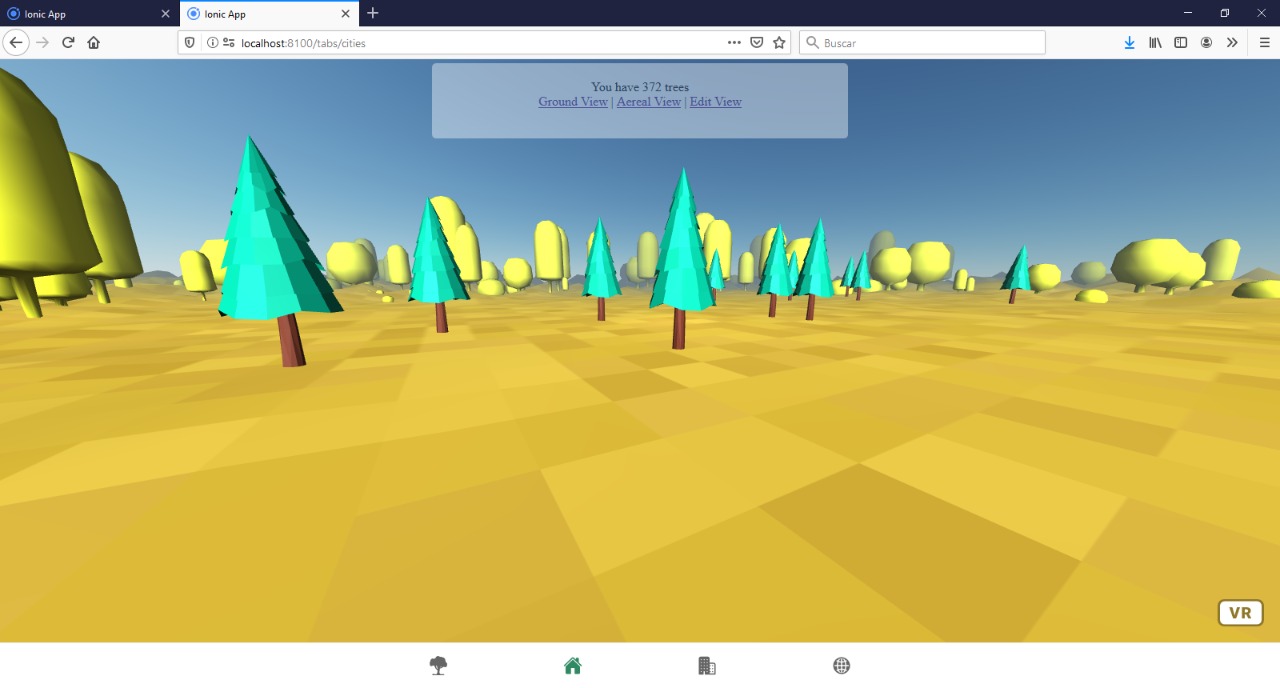 Ionic App
Ionic App
localhost:8100/tabs/cities
Buscar
You have 372 trees
Ground View | Aereal View | Edit View
VR